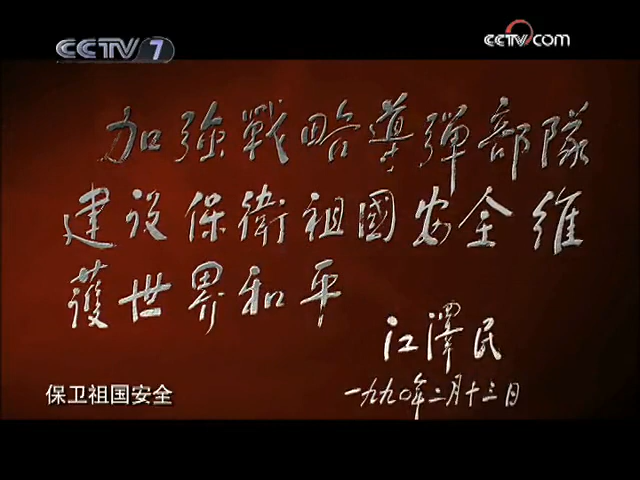 CCTV 7
CCTV.com
加強戰略導彈部隊
建设保衛祖國安全維
護世界和平
江澤民
一九九〇年二月十三日
保卫祖国安全